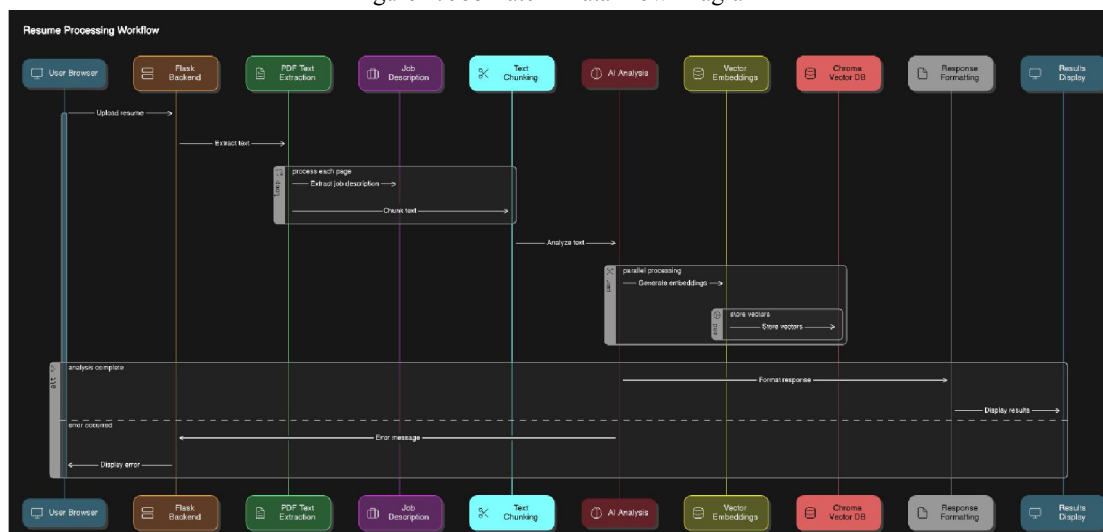 Resume Processing Workflow
User Browser
Flask
Backend
PDF Text
Extraction
Job
Description
Text
Chunking
AI Analysis
Vector
Embeddings
Chroma
Vector DB
Response
Formatting
Results
Display
Upload resume
Extract text
loop
process each page
Extract job description
Chunk text
Analyze text
par
parallel processing
Generate embeddings
and
store vectors
Store vectors
alt
analysis complete
Format response
Display results
error occurred
Error message
Display error
User Browser
Flask
Backend
PDF Text
Extraction
Job
Description
Text
Chunking
AI Analysis
Vector
Embeddings
Chroma
Vector DB
Response
Formatting
Results
Display